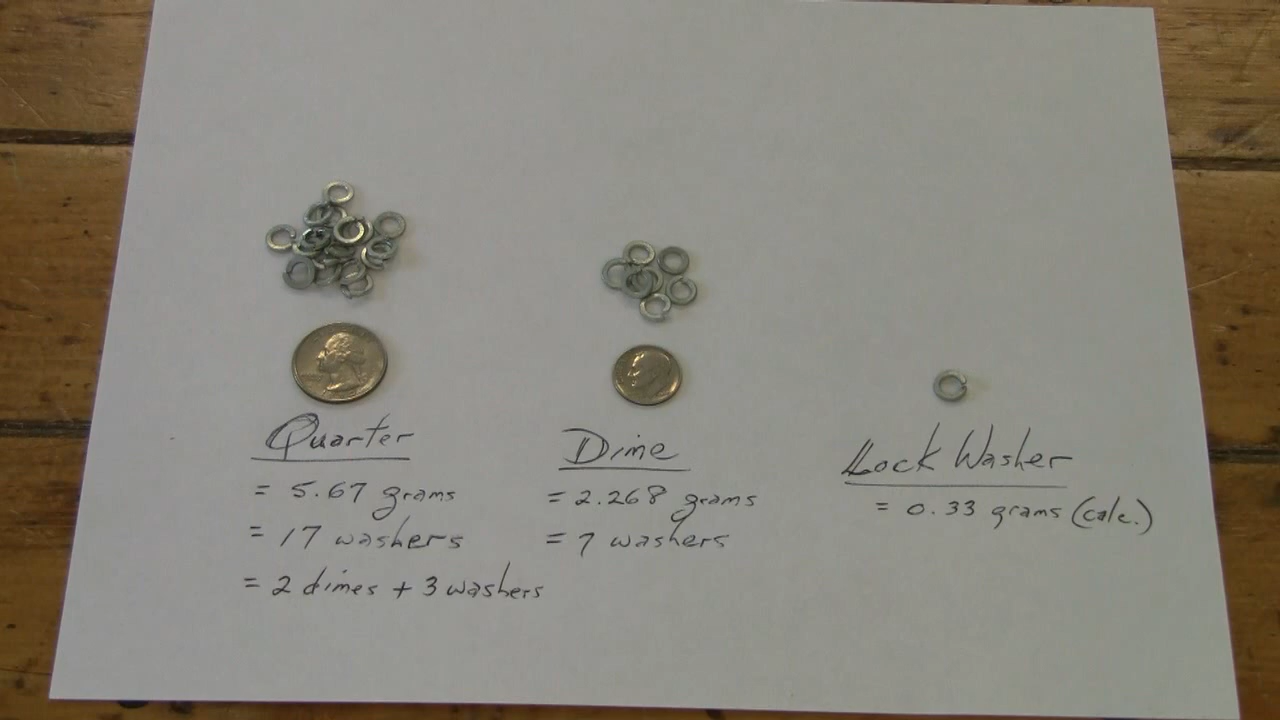 Quarter
= 5.67 grams
= 17 washers
= 2 dimes + 3 washers
Dime
= 2.268 grams
= 7 washers
Lock Washer
= 0.33 grams (calc.)